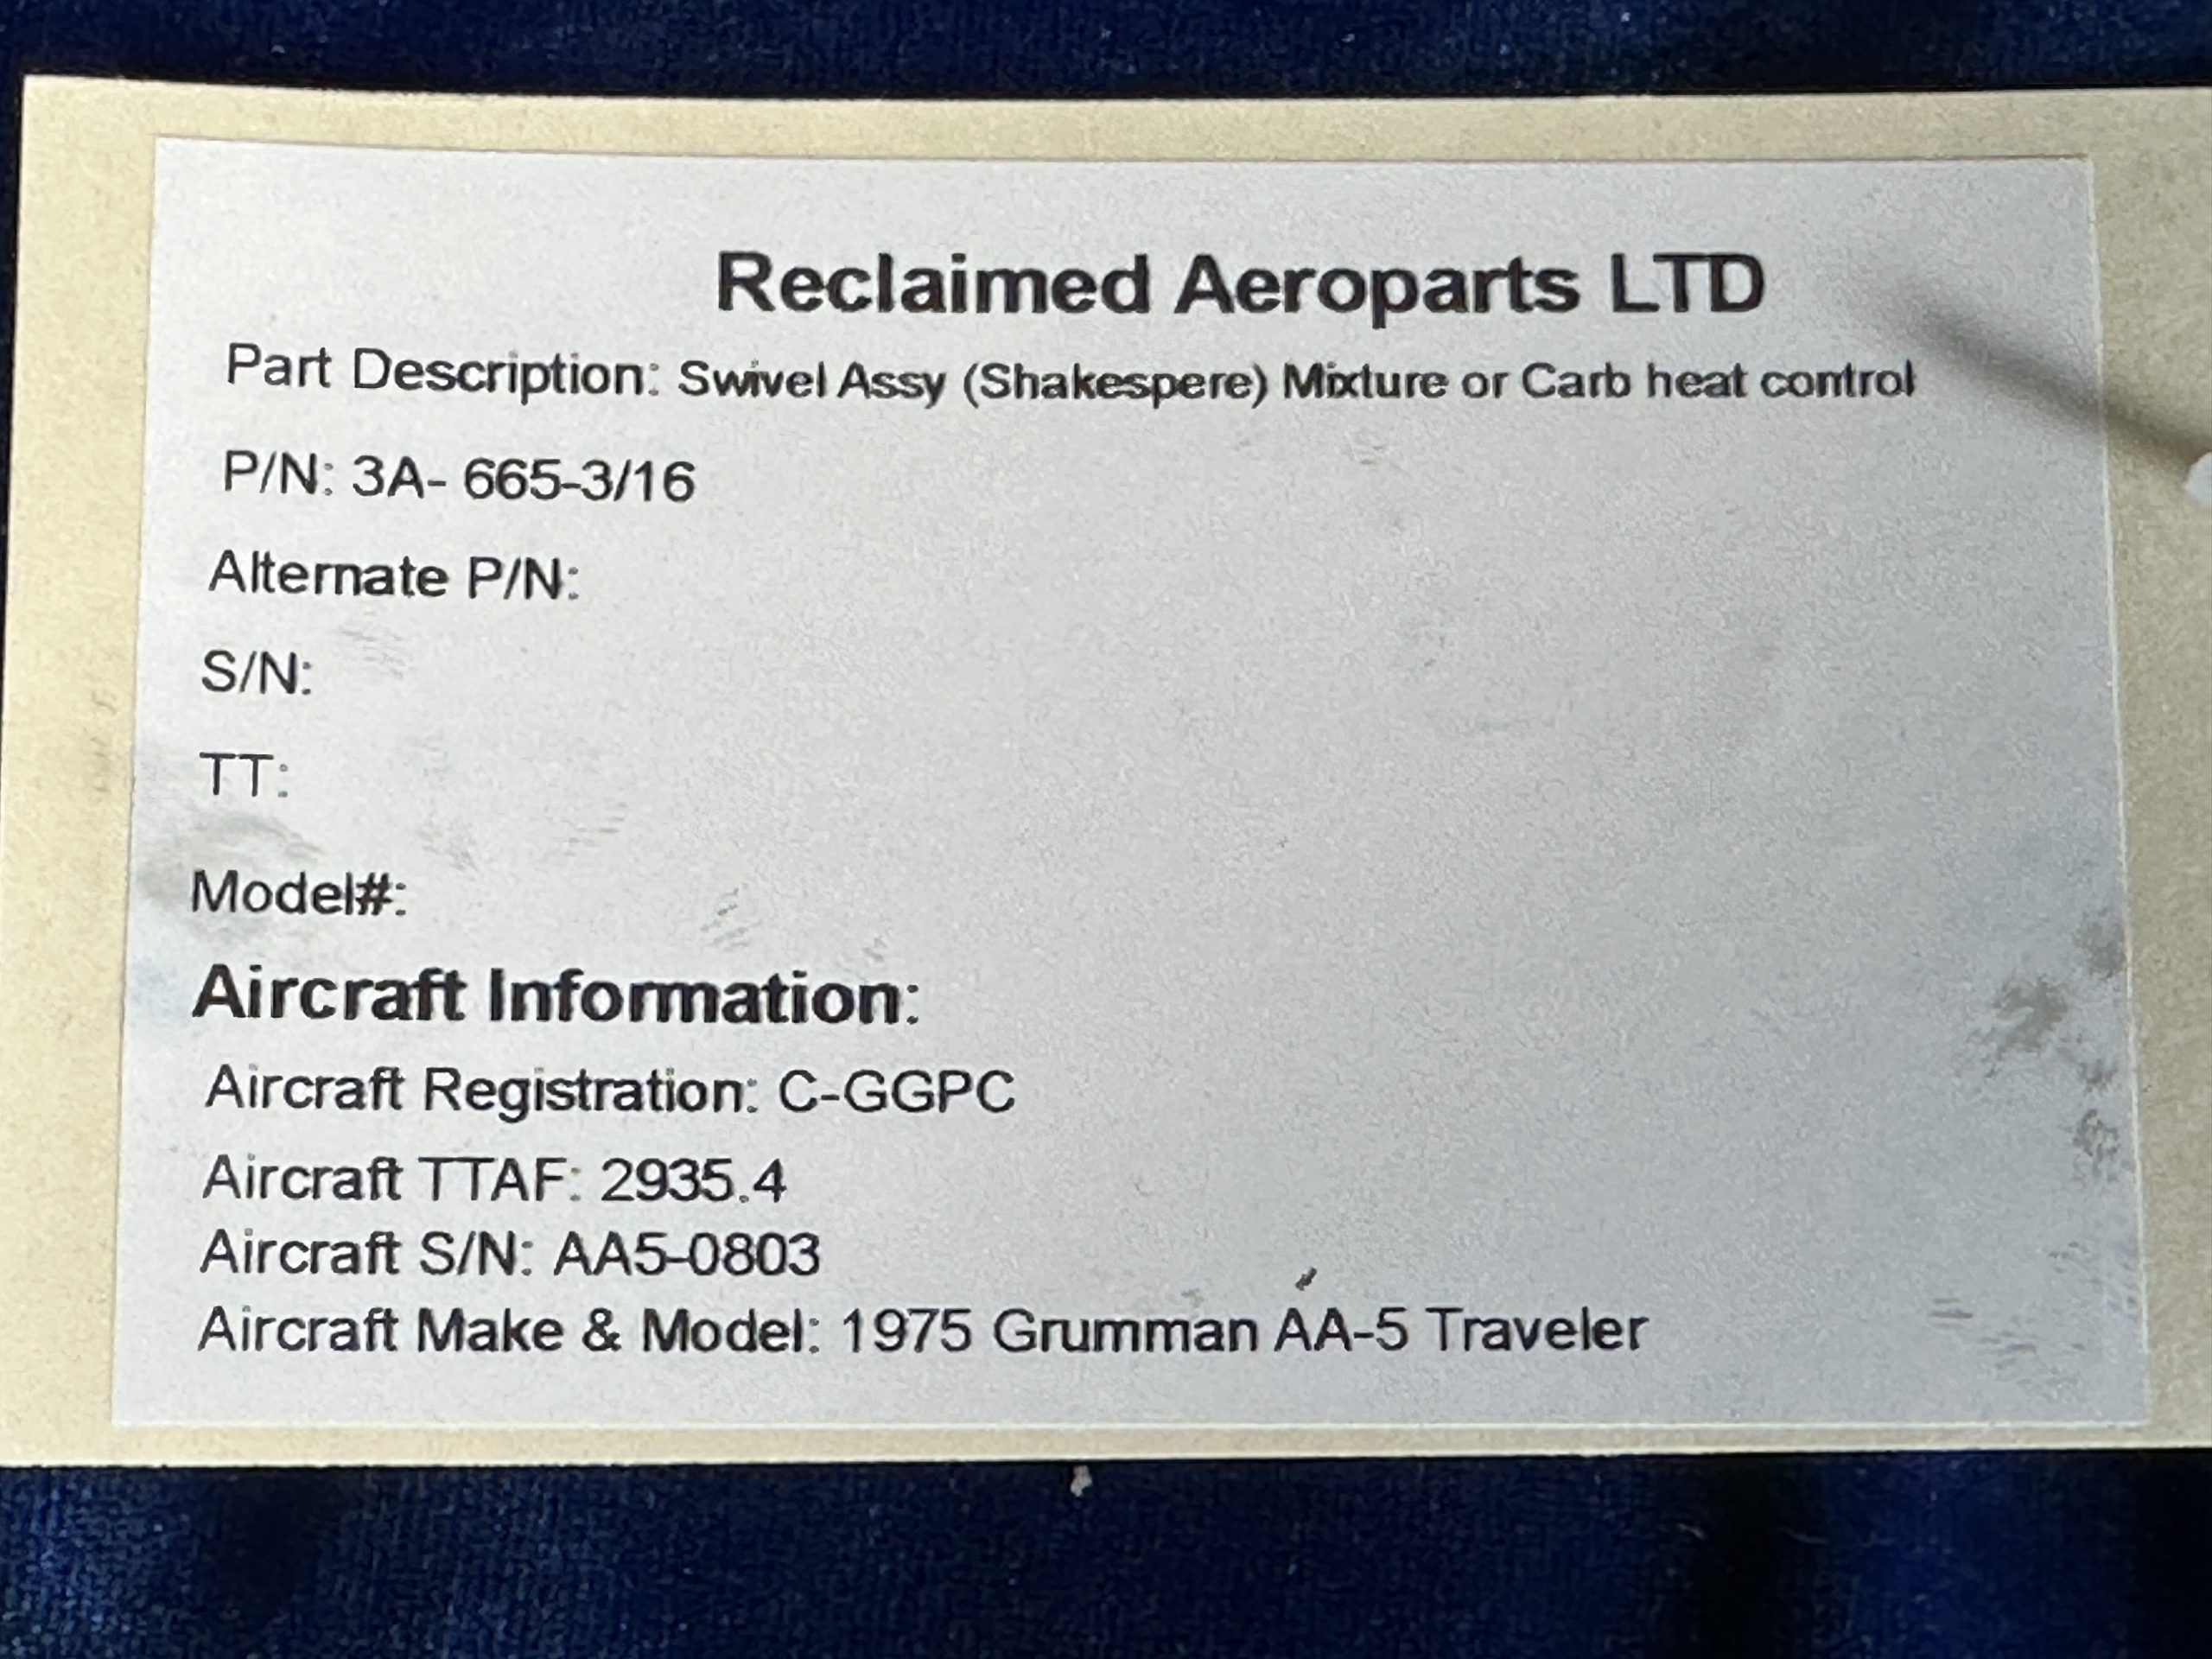 Reclaimed Aeroparts LTD
Part Description: Swivel Assy (Shakespere) Mixture or Carb heat control
P/N: 3A- 665-3/16
Alternate P/N:
S/N:
TT:
Model#:
Aircraft Information:
Aircraft Registration: C-GGPC
Aircraft TTAF: 2935.4
Aircraft S/N: AA5-0803
Aircraft Make & Model: 1975 Grumman AA-5 Traveler